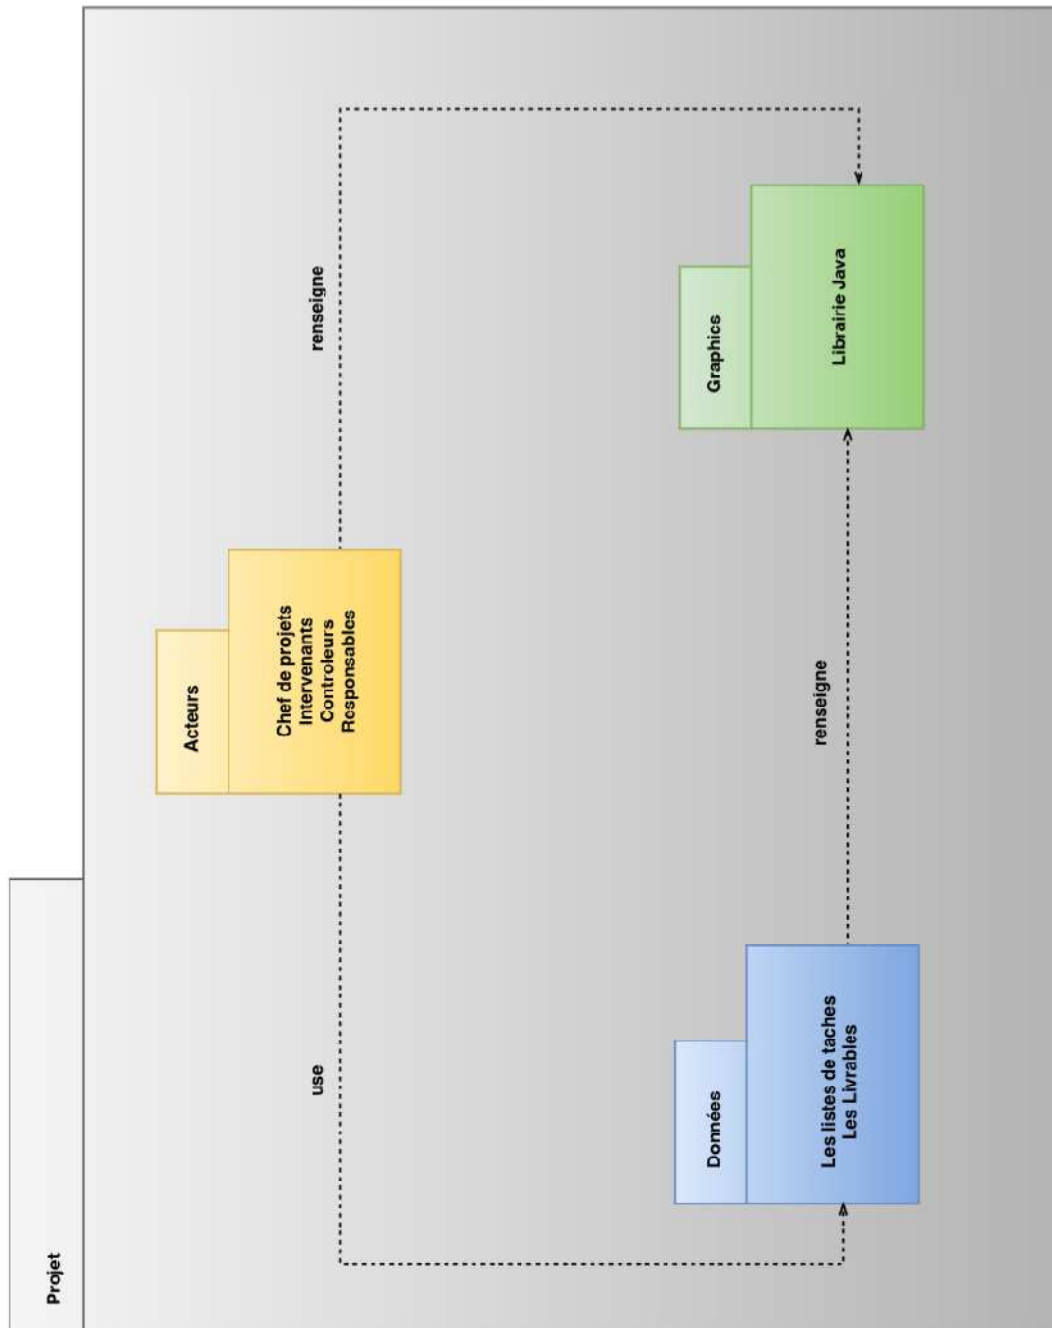 Projet
Acteurs
Chef de projets
Intervenants
Controleurs
Responsables
use
renseigne
Données
Les listes de taches
Les Livrables
renseigne
Graphics
Librairie Java